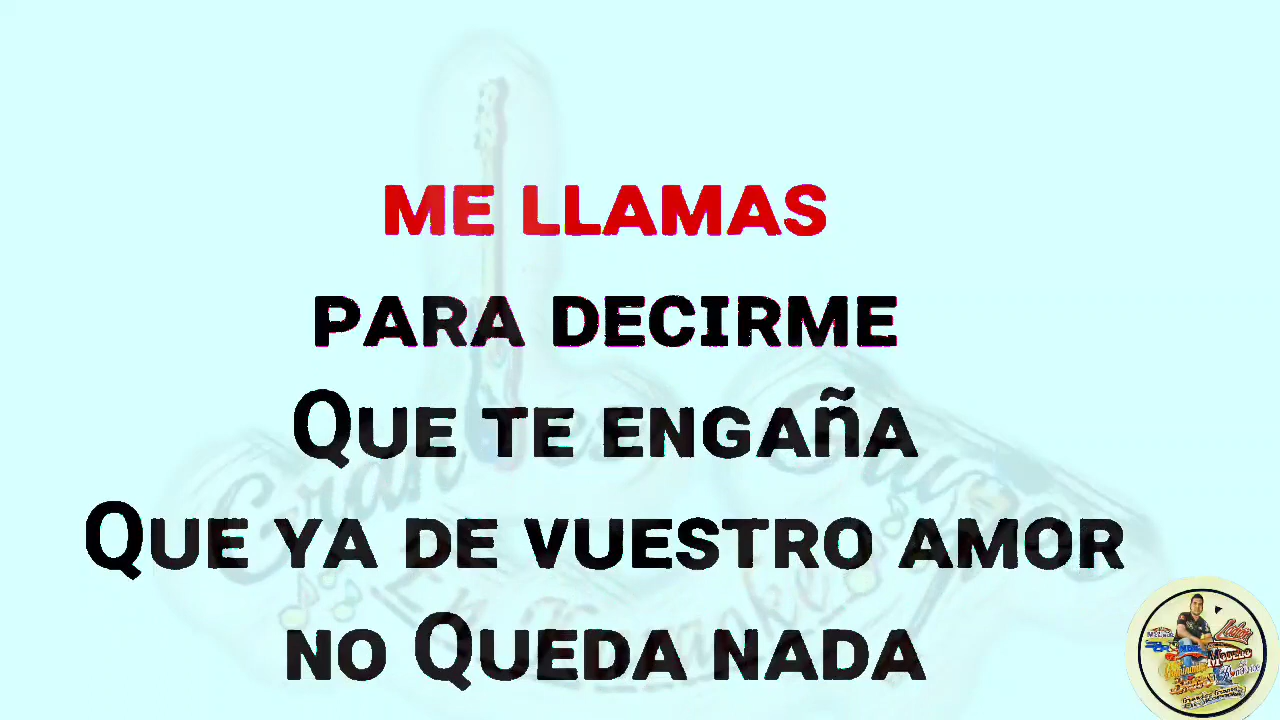 ME LLAMAS
PARA DECIRME
QUE TE ENGAÑA
QUE YA DE VUESTRO AMOR
NO QUEDA NADA